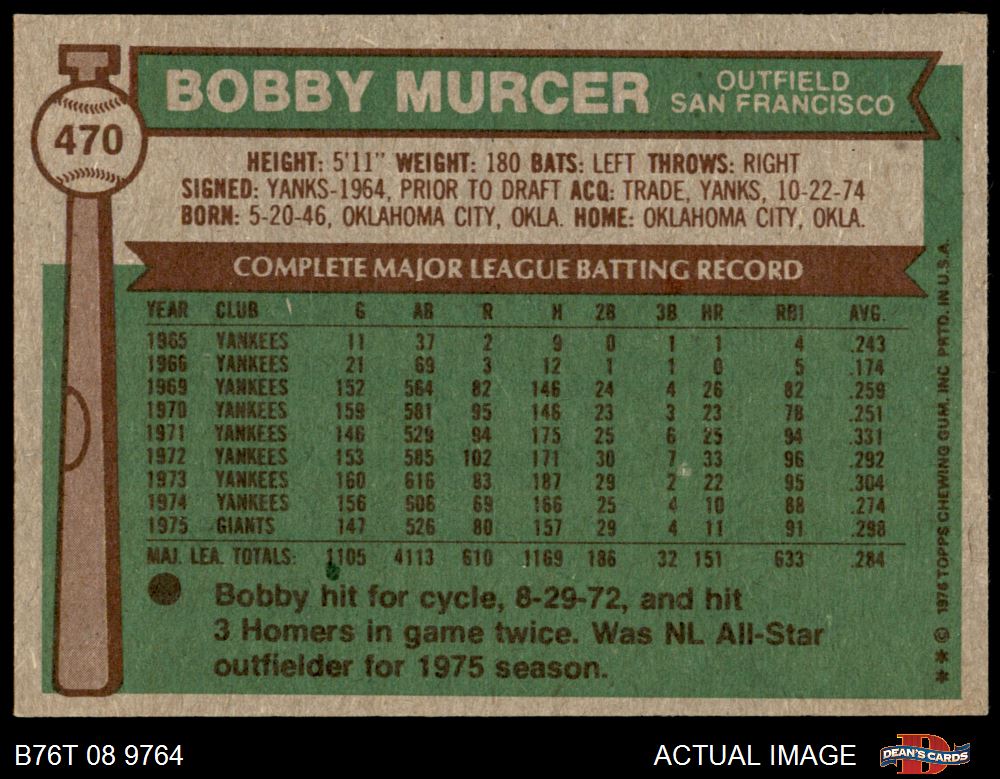 BOBBY MURCER
OUTFIELD
SAN FRANCISCO
470
HEIGHT: 5'11" WEIGHT: 180 BATS: LEFT THROWS: RIGHT
SIGNED: YANKS-1964, PRIOR TO DRAFT ACQ: TRADE, YANKS, 10-22-74
BORN: 5-20-46, OKLAHOMA CITY, OKLA. HOME: OKLAHOMA CITY, OKLA.
COMPLETE MAJOR LEAGUE BATTING RECORD
YEAR CLUB G AB R H 2B 3B HR RBI AVG.
1965 YANKEES 11 37 2 9 0 1 1 4 .243
1966 YANKEES 21 69 3 12 1 1 0 5 .174
1969 YANKEES 152 564 82 146 24 4 26 82 .259
1970 YANKEES 159 581 95 146 23 3 23 78 .251
1971 YANKEES 146 529 94 175 25 6 25 94 .331
1972 YANKEES 153 585 102 171 30 7 33 96 .292
1973 YANKEES 160 616 83 187 29 2 22 95 .304
1974 YANKEES 156 606 69 166 25 4 10 88 .274
1975 GIANTS 147 526 80 157 29 4 11 91 .298
MAJ. LEA. TOTALS: 1105 4113 610 1169 186 32 151 633 .284
Bobby hit for cycle, 8-29-72, and hit
3 Homers in game twice. Was NL All-Star
outfielder for 1975 season.
* * © 1976 TOPPS CHEWING GUM, INC PRTD. IN U.S.A.
B76T 08 9764
ACTUAL IMAGE
DEAN'S CARDS